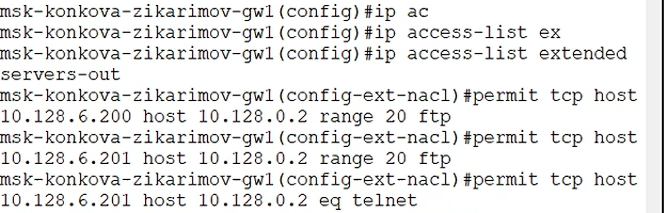 msk-konkova-zikarimov-gw1(config)#ip ac
msk-konkova-zikarimov-gw1(config)#ip access-list ex
msk-konkova-zikarimov-gw1(config)#ip access-list extended
servers-out
msk-konkova-zikarimov-gw1(config-ext-nacl)#permit tcp host
10.128.6.200 host 10.128.0.2 range 20 ftp
msk-konkova-zikarimov-gw1(config-ext-nacl)#permit tcp host
10.128.6.201 host 10.128.0.2 range 20 ftp
msk-konkova-zikarimov-gw1(config-ext-nacl)#permit tcp host
10.128.6.201 host 10.128.0.2 eq telnet